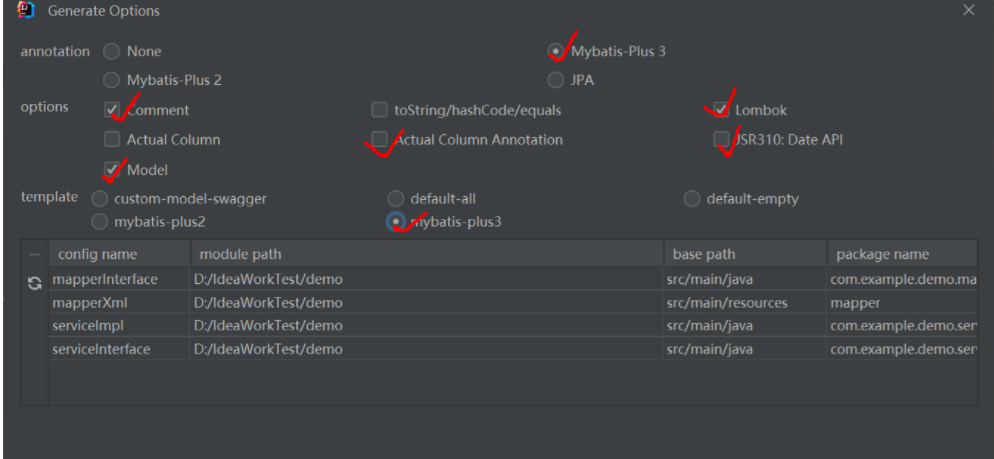 Generate Options
annotation None Mybatis-Plus 3
Mybatis-Plus 2 JPA
options Comment toString/hashCode/equals Lombok
Actual Column Actual Column Annotation JSR310: Date API
Model
template custom-model-swagger default-all default-empty
mybatis-plus2 mybatis-plus3
config name module path base path package name
mapperInterface D:/IdeaWorkTest/demo src/main/java com.example.demo.ma
mapperXml D:/IdeaWorkTest/demo src/main/resources mapper
serviceImpl D:/IdeaWorkTest/demo src/main/java com.example.demo.ser
serviceInterface D:/IdeaWorkTest/demo src/main/java com.example.demo.ser